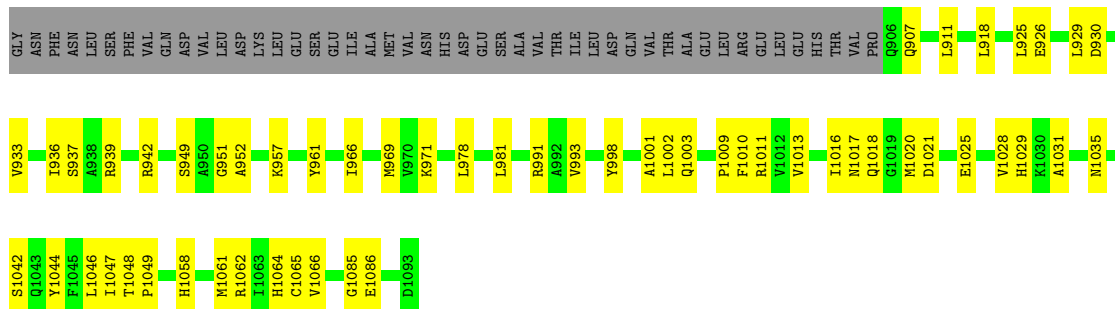 GLY ASN PHE ASN LEU SER PHE VAL GLN ASP VAL LEU ASP LYS LEU GLU SER GLU ILE ALA MET VAL ASN HIS ASP GLU SER ALA VAL THR ILE LEU ASP GLN VAL THR ALA GLU LEU ARG GLU LEU GLU HIS THR VAL PRO Q906 Q907 L911 L918 L925 E926 L929 D930
V933 I936 S937 A938 R939 R942 S949 A950 G951 A952 K957 Y961 I966 M969 V970 K971 L978 L981 R991 A992 V993 Y998 A1001 L1002 Q1003 P1009 F1010 R1011 V1012 V1013 I1016 N1017 Q1018 G1019 M1020 D1021 E1025 V1028 H1029 K1030 A1031 N1035
S1042 Q1043 Y1044 F1045 L1046 I1047 T1048 P1049 H1058 M1061 R1062 I1063 H1064 C1065 V1066 G1085 E1086 D1093